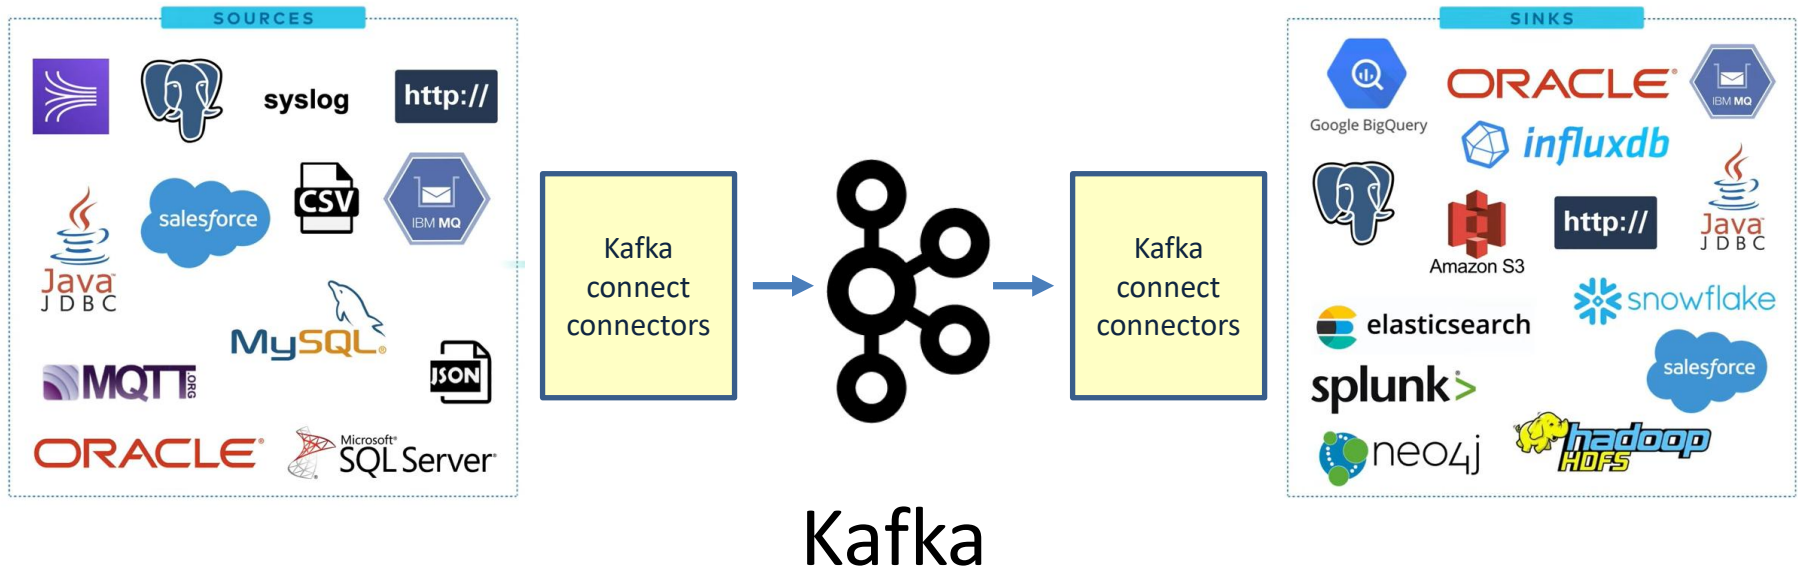 SOURCES
syslog
http://
Java™
JDBC
salesforce
CSV
IBM MQ
MySQL®
MQTT
.ORG
JSON
ORACLE®
Microsoft®
SQL Server®
Kafka
connect
connectors
Kafka
Kafka
connect
connectors
SINKS
Google BigQuery
ORACLE®
IBM MQ
influxdb
Amazon S3
http://
Java™
JDBC
snowflake
elasticsearch
salesforce
splunk>
neo4j
hadoop
HDFS